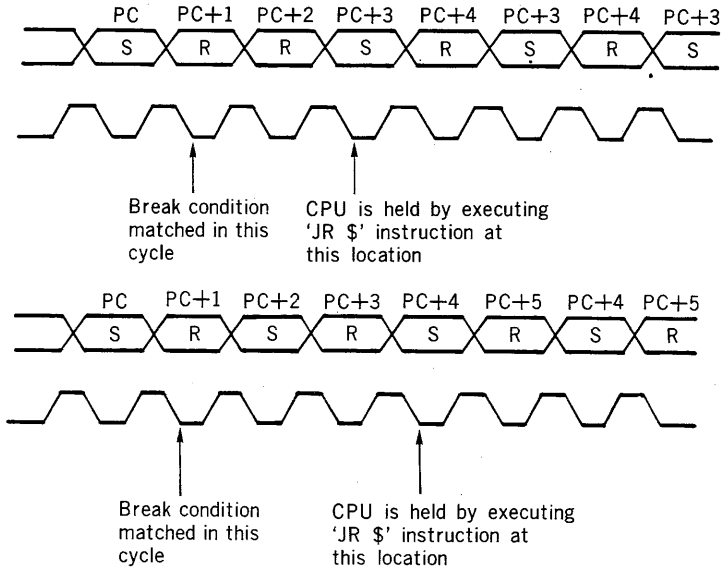 PC PC+1 PC+2 PC+3 PC+4 PC+3 PC+4 PC+3
S R R S R S R S
Break condition
matched in this
cycle
CPU is held by executing
'JR $' instruction at
this location
PC PC+1 PC+2 PC+3 PC+4 PC+5 PC+4 PC+5
S R S R S R S R
Break condition
matched in this
cycle
CPU is held by executing
'JR $' instruction at
this location